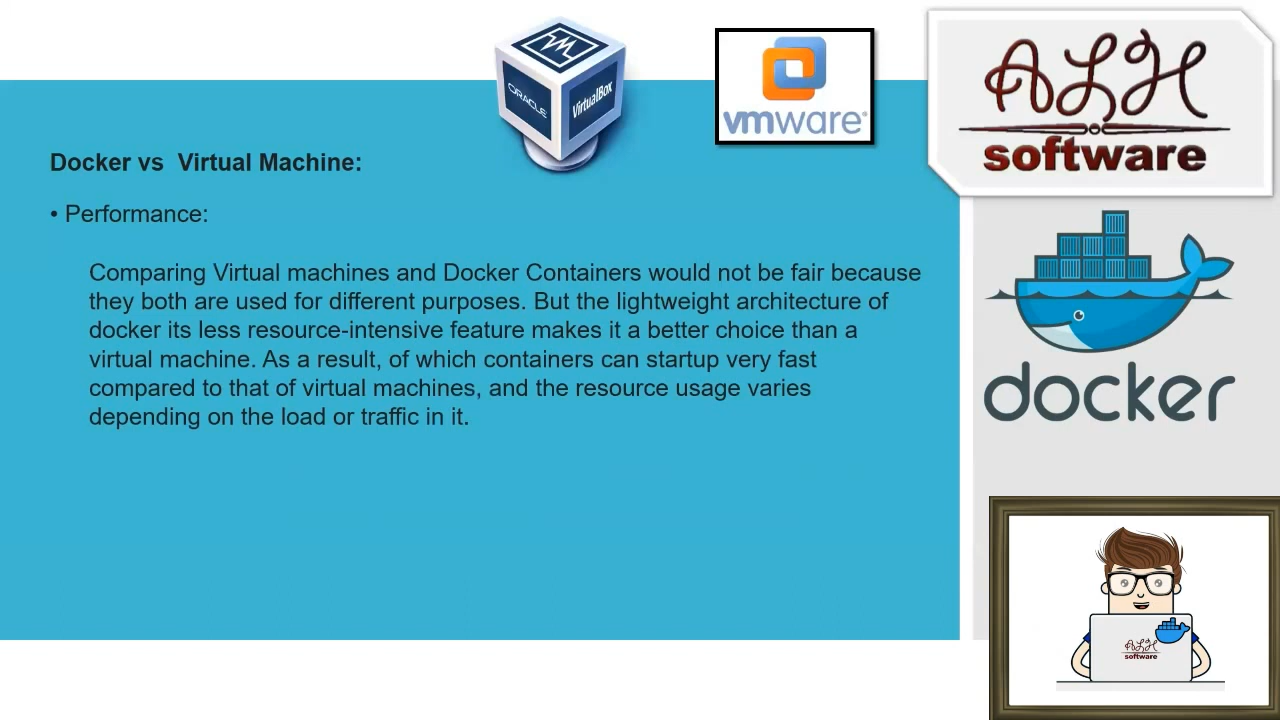 ORACLE
VirtualBox
vmware®
ALH
software
Docker vs  Virtual Machine:
• Performance:
Comparing Virtual machines and Docker Containers would not be fair because
they both are used for different purposes. But the lightweight architecture of
docker its less resource-intensive feature makes it a better choice than a
virtual machine. As a result, of which containers can startup very fast
compared to that of virtual machines, and the resource usage varies
depending on the load or traffic in it.
docker
ALH
software